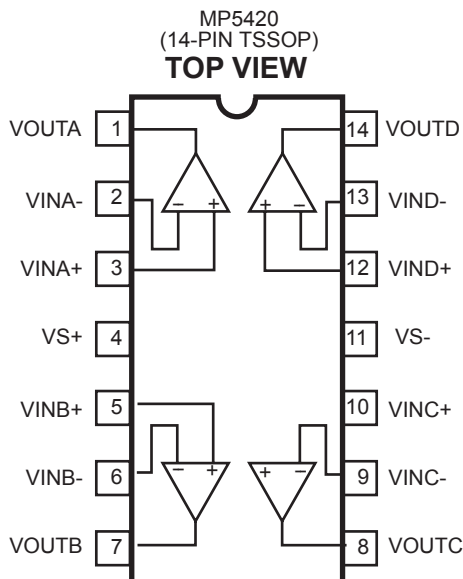 MP5420
(14-PIN TSSOP)
TOP VIEW
VOUTA 1 14 VOUTD
VINA- 2 − + + − 13 VIND-
VINA+ 3 12 VIND+
VS+ 4 11 VS-
VINB+ 5 10 VINC+
VINB- 6 − + + − 9 VINC-
VOUTB 7 8 VOUTC